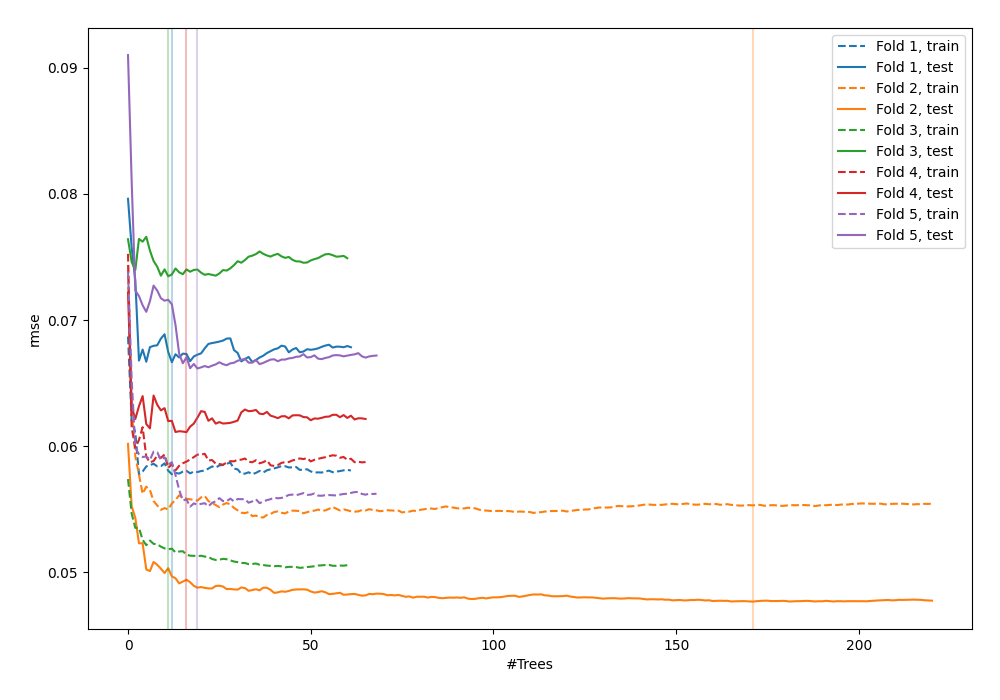 0.09
0.08
0.07
0.06
0.05
rmse
0
50
100
150
200
#Trees
Fold 1, train
Fold 1, test
Fold 2, train
Fold 2, test
Fold 3, train
Fold 3, test
Fold 4, train
Fold 4, test
Fold 5, train
Fold 5, test